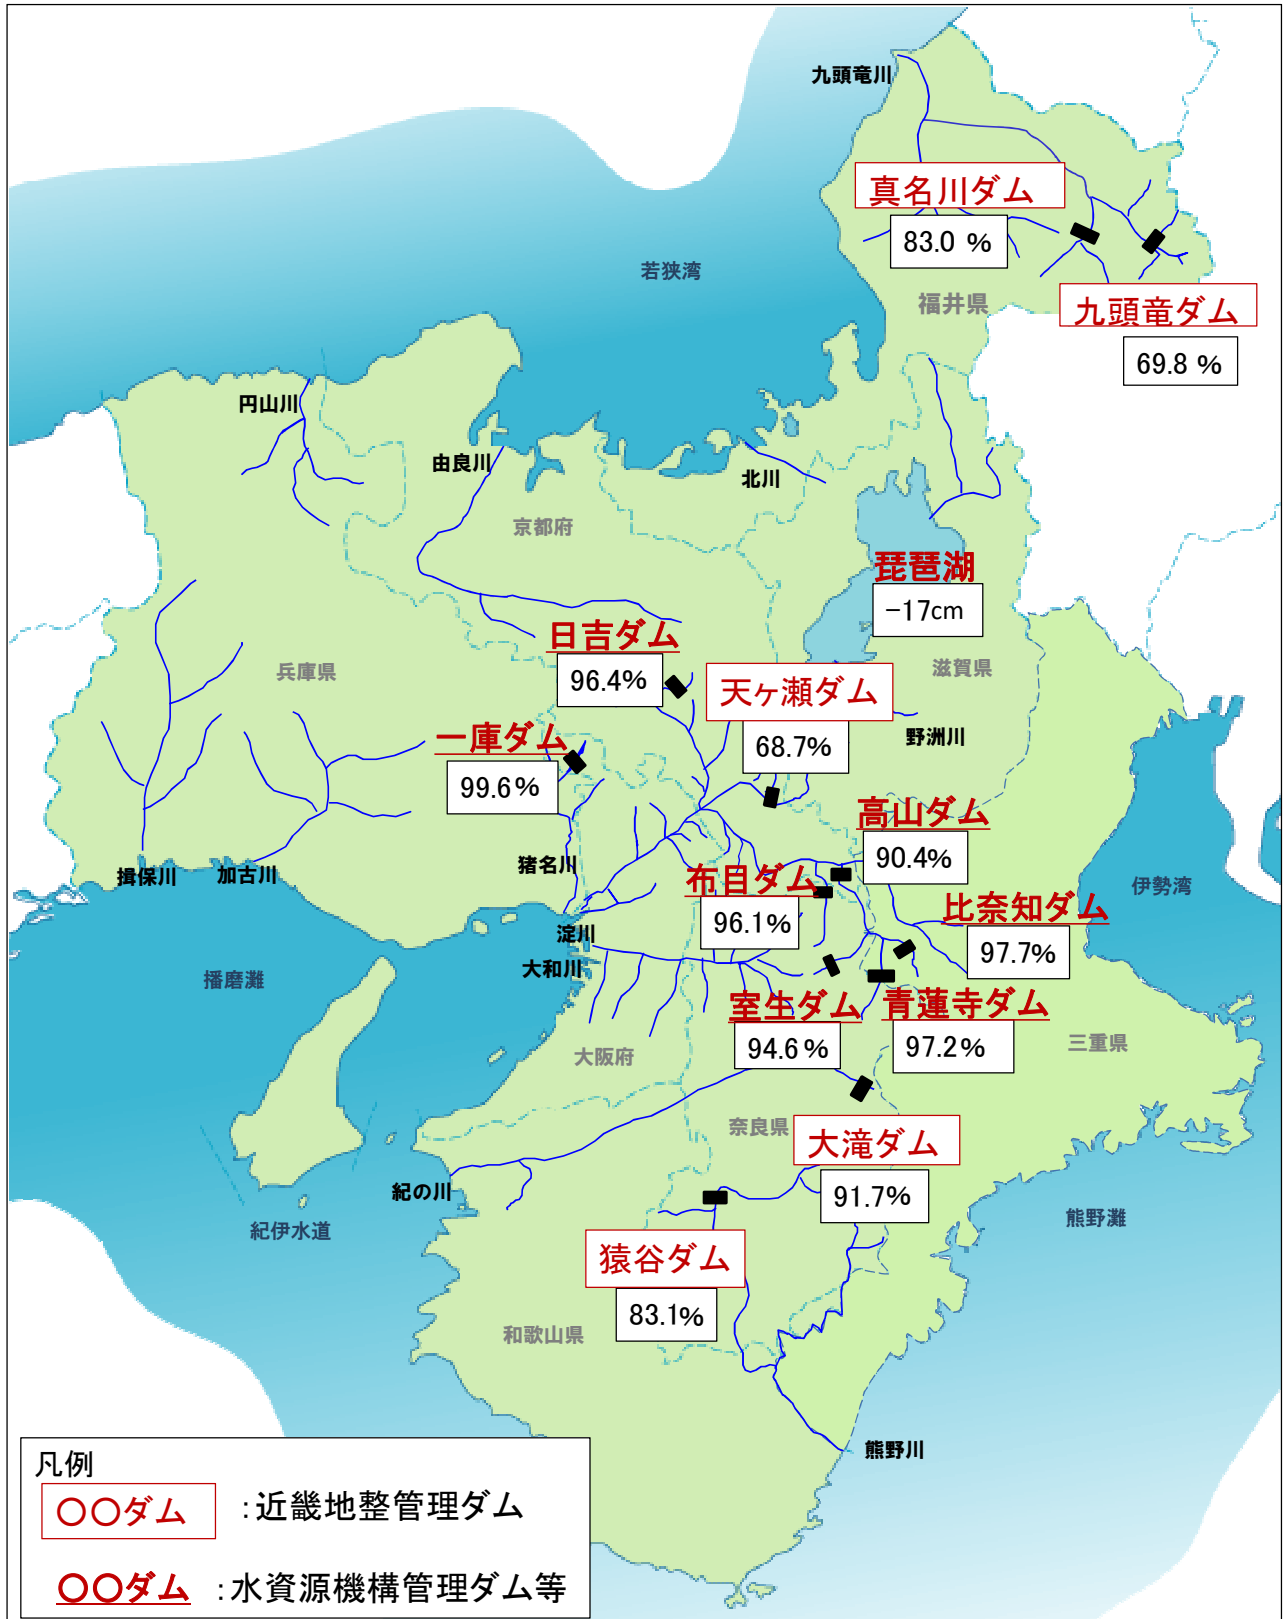 九頭竜川
真名川ダム
83.0 %
若狭湾
福井県
九頭竜ダム
69.8 %
円山川
由良川
北川
京都府
琵琶湖
-17cm
日吉ダム
96.4%
兵庫県
滋賀県
天ヶ瀬ダム
68.7%
野洲川
一庫ダム
99.6%
高山ダム
90.4%
揖保川
加古川
猪名川
布目ダム
96.1%
伊勢湾
比奈知ダム
97.7%
淀川
大和川
播磨灘
室生ダム
94.6%
青蓮寺ダム
97.2%
大阪府
三重県
奈良県
大滝ダム
91.7%
紀の川
紀伊水道
熊野灘
猿谷ダム
83.1%
和歌山県
熊野川
凡例
〇〇ダム :近畿地整管理ダム
〇〇ダム :水資源機構管理ダム等